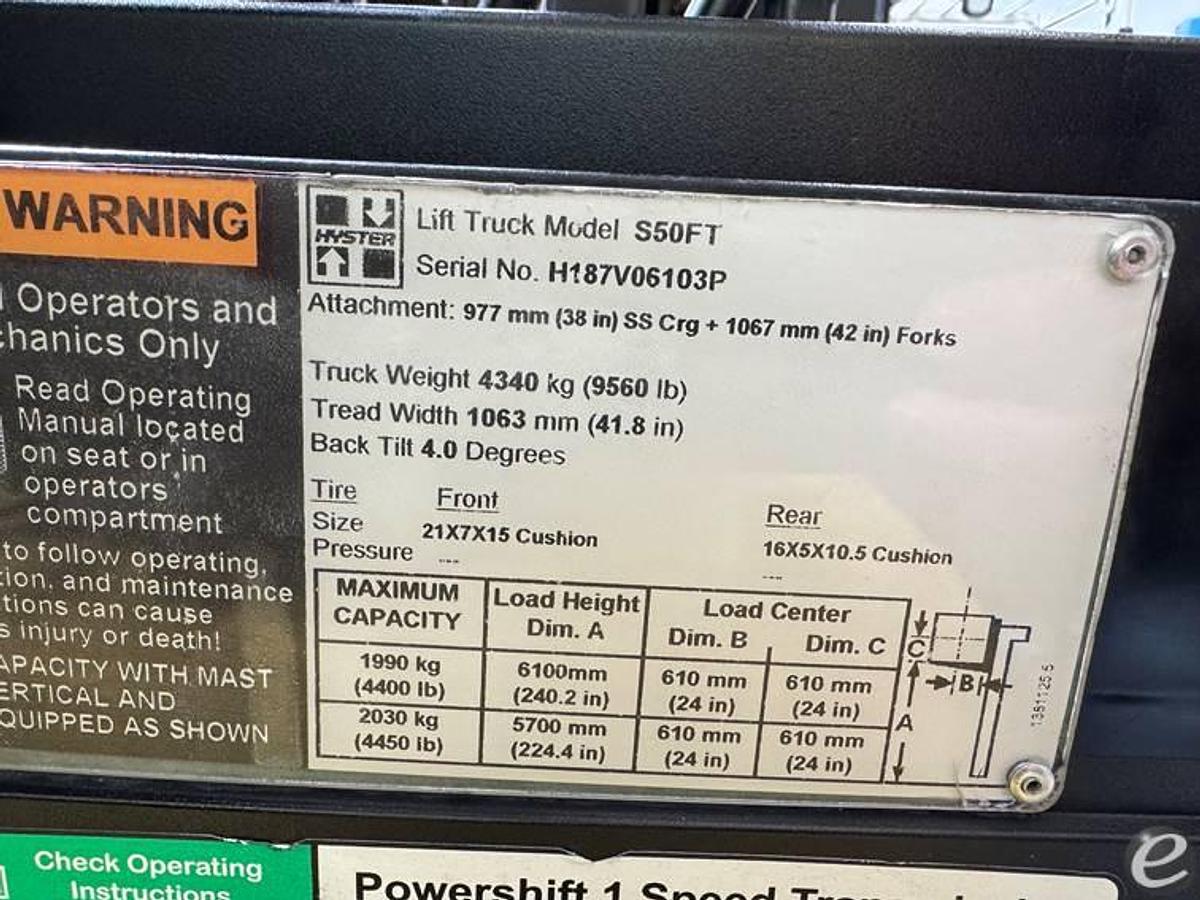 WARNING
Operators and
chanics Only
Read Operating
Manual located
on seat or in
operators
compartment
to follow operating,
tion, and maintenance
tions can cause
s injury or death!
APACITY WITH MAST
ERTICAL AND
QUIPPED AS SHOWN
HYSTER
Lift Truck Model S50FT
Serial No. H187V06103P
Attachment: 977 mm (38 in) SS Crg + 1067 mm (42 in) Forks
Truck Weight 4340 kg (9560 lb)
Tread Width 1063 mm (41.8 in)
Back Tilt 4.0 Degrees
Tire Front Rear
Size 21X7X15 Cushion 16X5X10.5 Cushion
Pressure --- ---
MAXIMUM CAPACITY Load Height Dim. A Load Center Dim. B Dim. C
1990 kg 6100mm 610 mm 610 mm
(4400 lb) (240.2 in) (24 in) (24 in)
2030 kg 5700 mm 610 mm 610 mm
(4450 lb) (224.4 in) (24 in) (24 in)
C
B
A
Check Operating
Instructions
Powershift 1 Speed
e